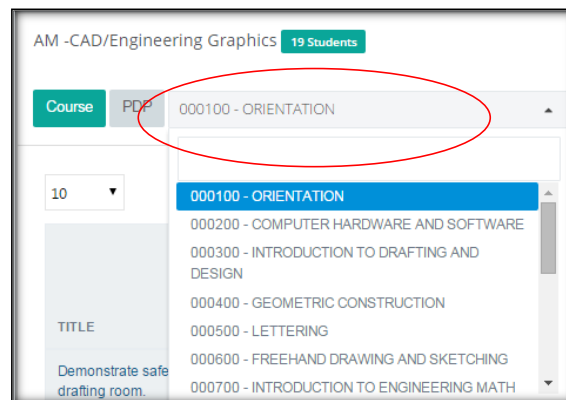 AM -CAD/Engineering Graphics 19 Students
Course PDP 000100 - ORIENTATION
10
000100 - ORIENTATION
000200 - COMPUTER HARDWARE AND SOFTWARE
000300 - INTRODUCTION TO DRAFTING AND
DESIGN
000400 - GEOMETRIC CONSTRUCTION
000500 - LETTERING
000600 - FREEHAND DRAWING AND SKETCHING
000700 - INTRODUCTION TO ENGINEERING MATH
TITLE
Demonstrate safe
drafting room.